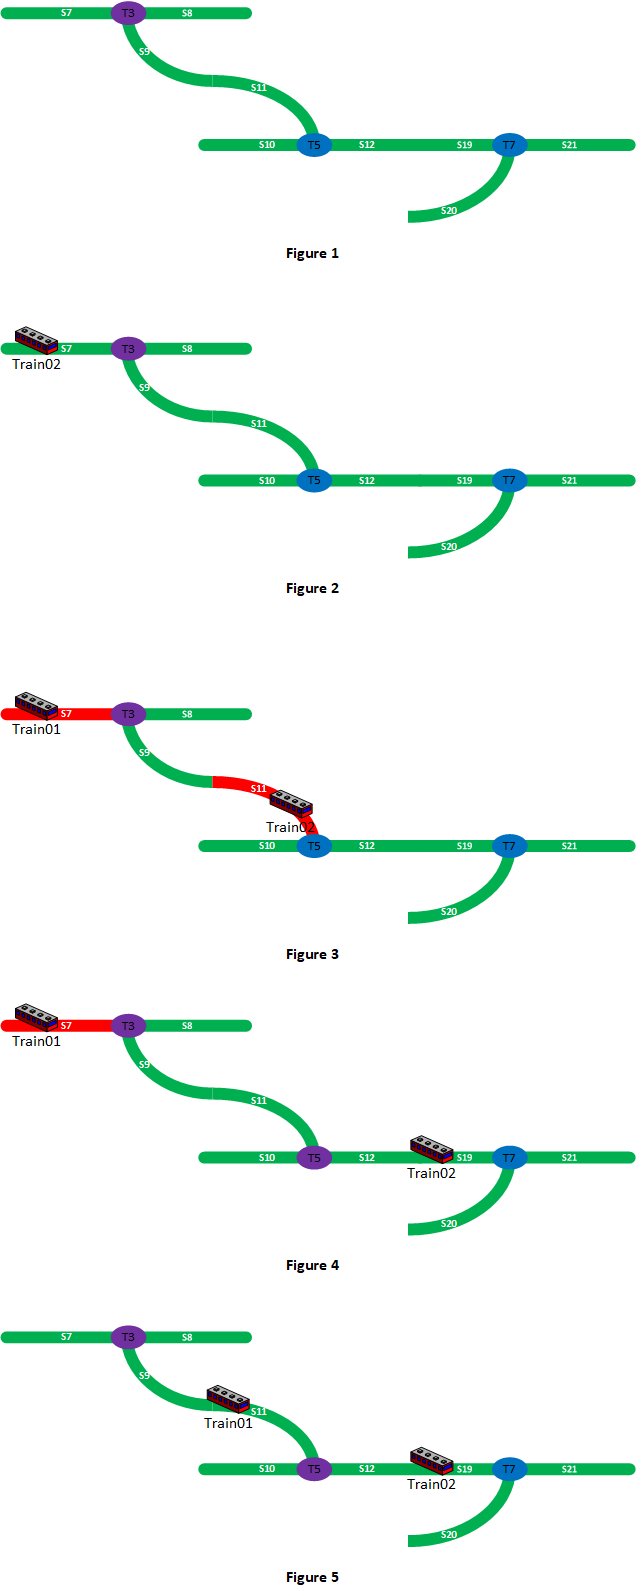 S7 T3 S8
S9
S11
S10 T5 S12 S19 T7 S21
S20
Figure 1
S7 T3 S8
Train02
S9
S11
S10 T5 S12 S19 T7 S21
S20
Figure 2
S7 T3 S8
Train01
S9
S11
Train02
S10 T5 S12 S19 T7 S21
S20
Figure 3
S7 T3 S8
Train01
S9
S11
S10 T5 S12 S19 T7 S21
Train02
S20
Figure 4
S7 T3 S8
S9
S11
Train01
S10 T5 S12 S19 T7 S21
Train02
S20
Figure 5